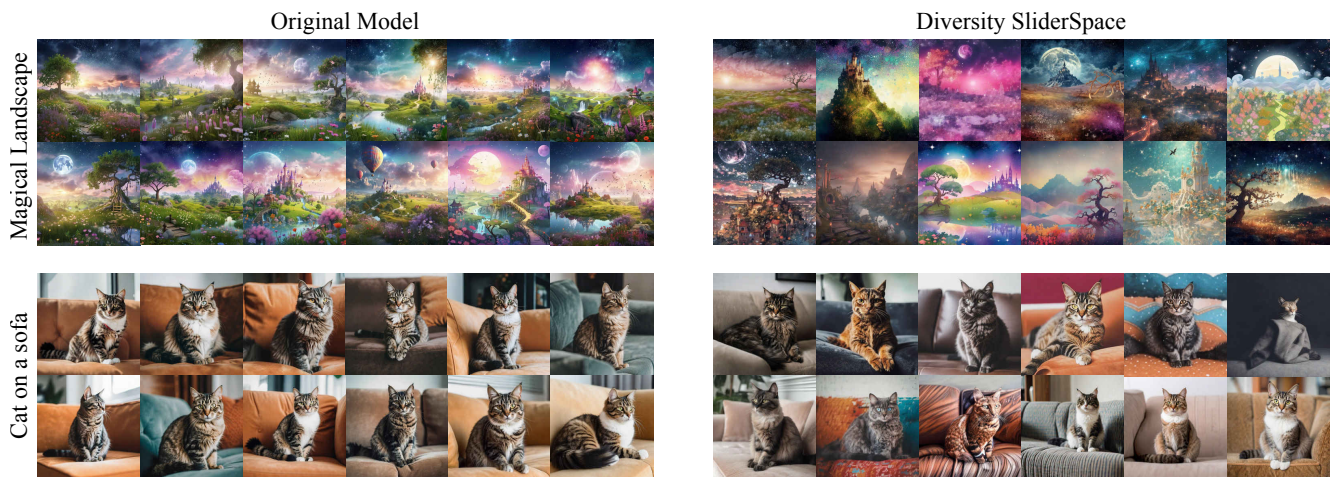 Original Model
Diversity SliderSpace
Magical Landscape
Cat on a sofa